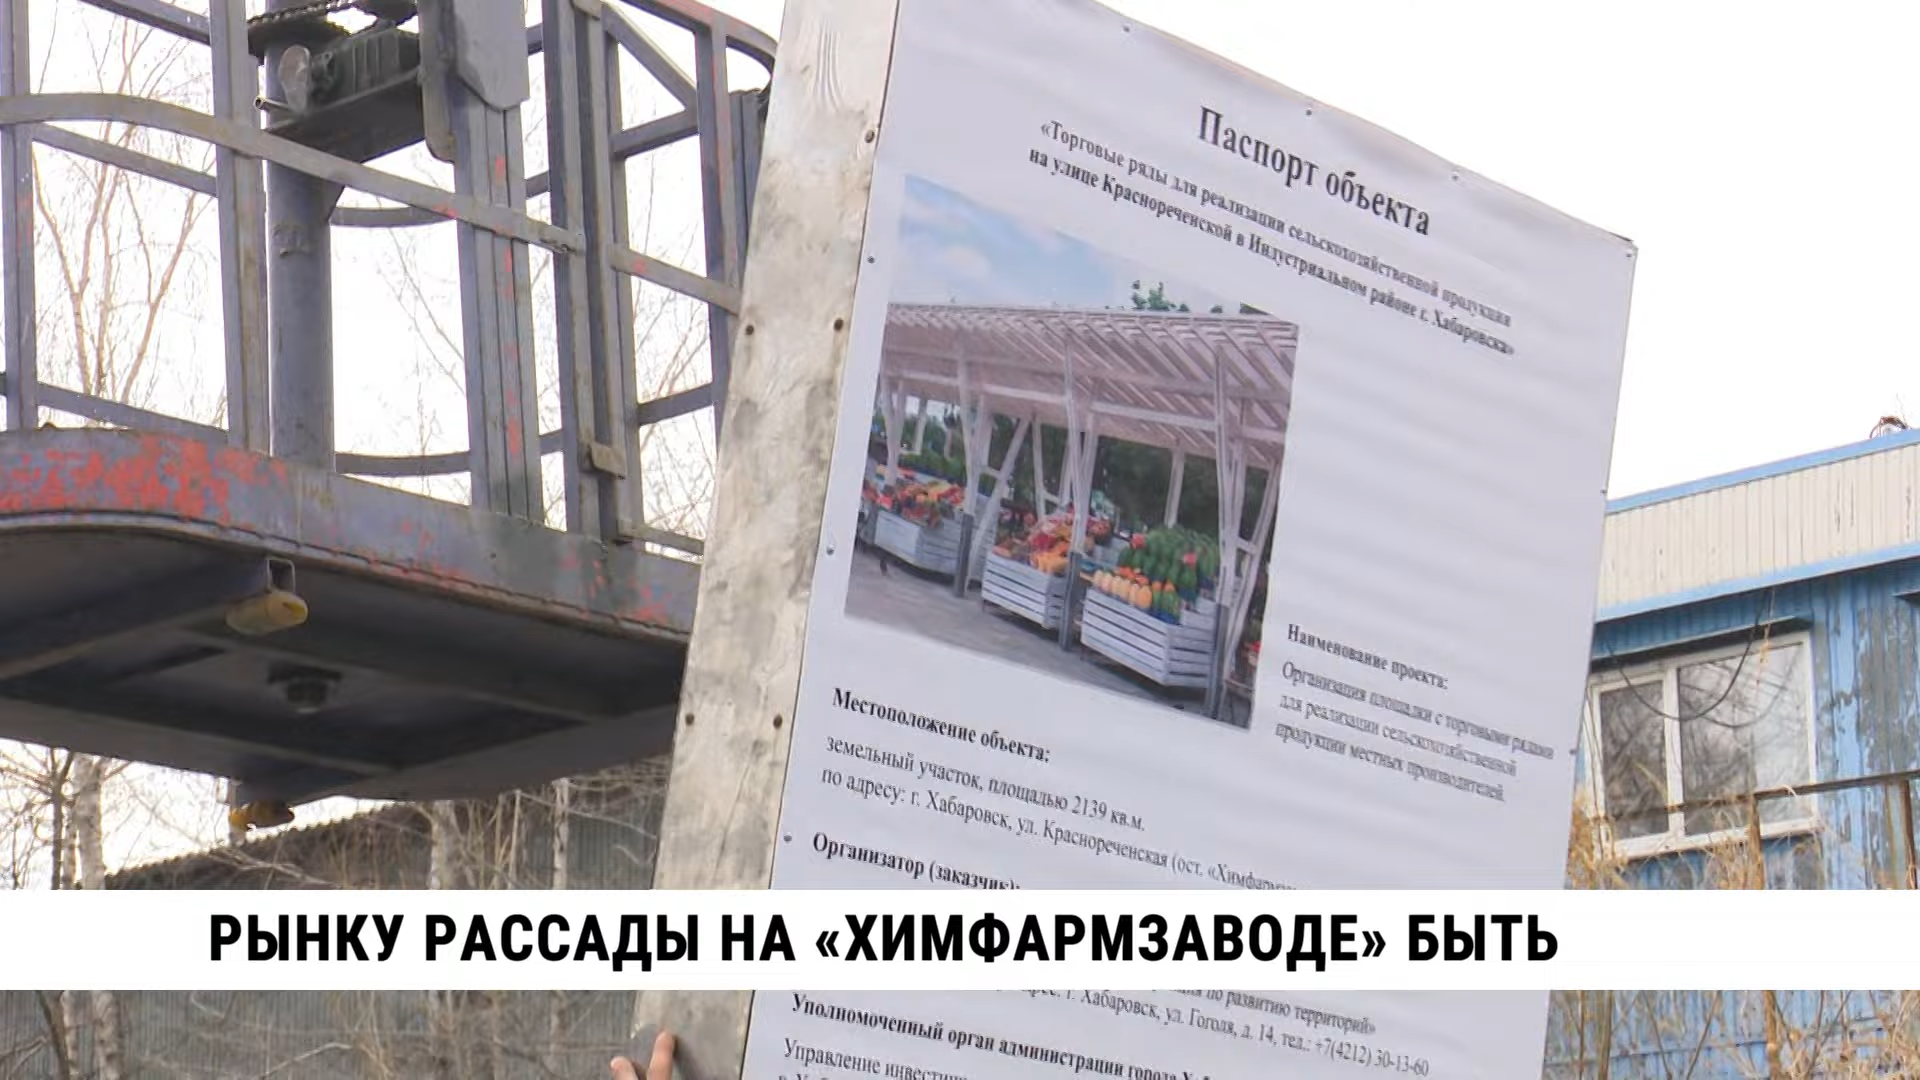 Паспорт объекта
«Торговые ряды для реализации сельскохозяйственной продукции
на улице Краснореченской в Индустриальном районе г. Хабаровска»
Наименование проекта:
Организация площадки с торговыми рядами
для реализации сельскохозяйственной
продукции местных производителей.
Местоположение объекта:
земельный участок, площадью 2139 кв.м.
по адресу: г. Хабаровск, ул. Краснореченская (ост. «Химфарм
Организатор (заказчик):
РЫНКУ РАССАДЫ НА «ХИМФАРМЗАВОДЕ» БЫТЬ
по развитию территорий»
г. Хабаровск, ул. Гоголя, д. 14, тел.: +7(4212) 30-13-60
Уполномоченный орган администрации города
Управление